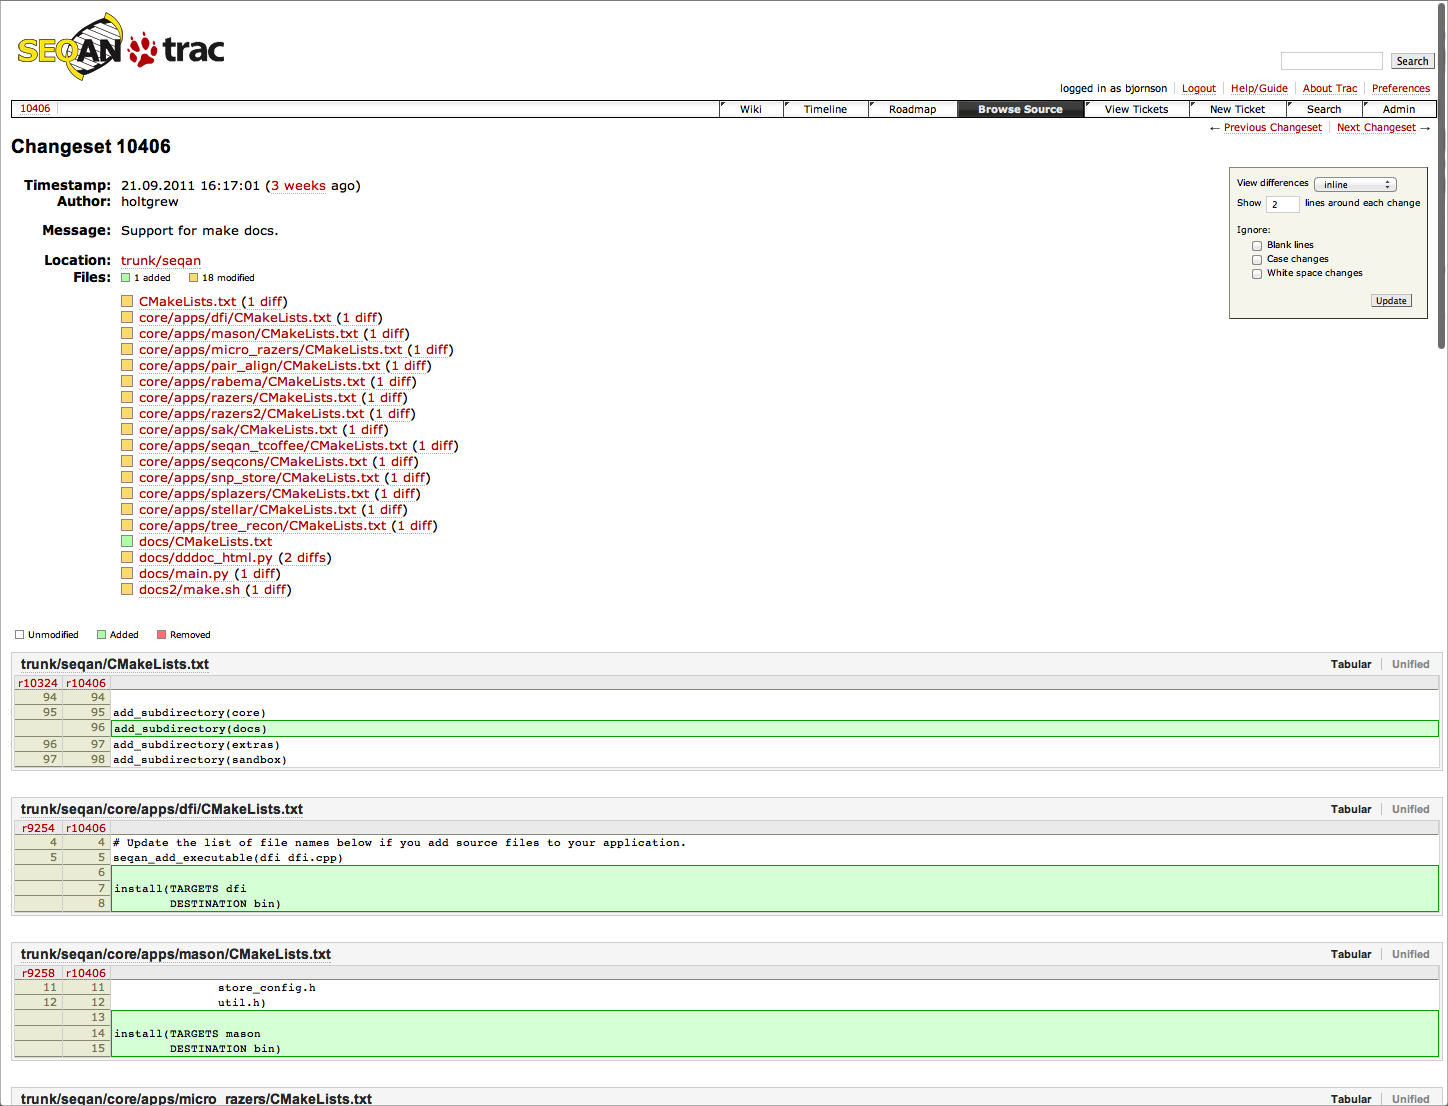 SEQAN trac
Search
logged in as bjornson Logout Help/Guide About Trac Preferences
10406 Wiki Timeline Roadmap Browse Source View Tickets New Ticket Search Admin
← Previous Changeset Next Changeset →
Changeset 10406
Timestamp: 21.09.2011 16:17:01 (3 weeks ago)
Author: holtgrew
Message: Support for make docs.
Location: trunk/seqan
Files: 1 added 18 modified
CMakeLists.txt (1 diff)
core/apps/dfi/CMakeLists.txt (1 diff)
core/apps/mason/CMakeLists.txt (1 diff)
core/apps/micro_razers/CMakeLists.txt (1 diff)
core/apps/pair_align/CMakeLists.txt (1 diff)
core/apps/rabema/CMakeLists.txt (1 diff)
core/apps/razers/CMakeLists.txt (1 diff)
core/apps/razers2/CMakeLists.txt (1 diff)
core/apps/sak/CMakeLists.txt (1 diff)
core/apps/seqan_tcoffee/CMakeLists.txt (1 diff)
core/apps/seqcons/CMakeLists.txt (1 diff)
core/apps/snp_store/CMakeLists.txt (1 diff)
core/apps/splazers/CMakeLists.txt (1 diff)
core/apps/stellar/CMakeLists.txt (1 diff)
core/apps/tree_recon/CMakeLists.txt (1 diff)
docs/CMakeLists.txt
docs/dddoc_html.py (2 diffs)
docs/main.py (1 diff)
docs2/make.sh (1 diff)
View differences inline
Show 2 lines around each change
Ignore:
Blank lines
Case changes
White space changes
Update
Unmodified Added Removed
trunk/seqan/CMakeLists.txt Tabular Unified
r10324 r10406
94 94
95 95 add_subdirectory(core)
96 add_subdirectory(docs)
96 97 add_subdirectory(extras)
97 98 add_subdirectory(sandbox)
trunk/seqan/core/apps/dfi/CMakeLists.txt Tabular Unified
r9254 r10406
4 4 # Update the list of file names below if you add source files to your application.
5 5 seqan_add_executable(dfi dfi.cpp)
6
7 install(TARGETS dfi
8 DESTINATION bin)
trunk/seqan/core/apps/mason/CMakeLists.txt Tabular Unified
r9258 r10406
11 11 store_config.h
12 12 util.h)
13
14 install(TARGETS mason
15 DESTINATION bin)
trunk/seqan/core/apps/micro_razers/CMakeLists.txt Tabular Unified